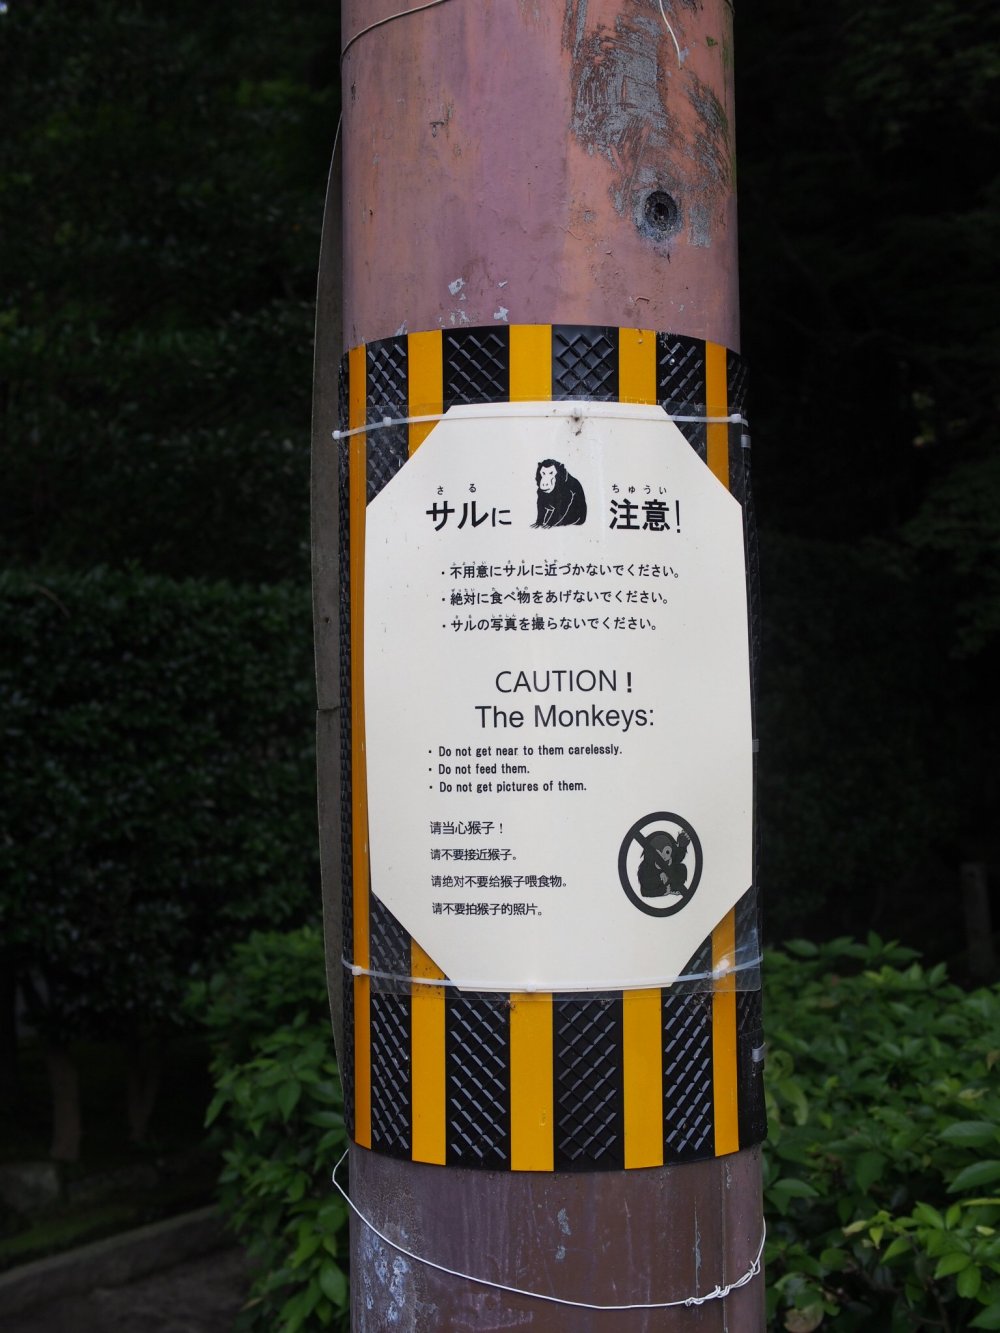 さる ちゅうい
サルに 注意!
・不用意にサルに近づかないでください。
・絶対に食べ物をあげないでください。
・サルの写真を撮らないでください。
CAUTION !
The Monkeys:
・Do not get near to them carelessly.
・Do not feed them.
・Do not get pictures of them.
请当心猴子！
请不要接近猴子。
请绝对不要给猴子喂食物。
请不要拍猴子的照片。